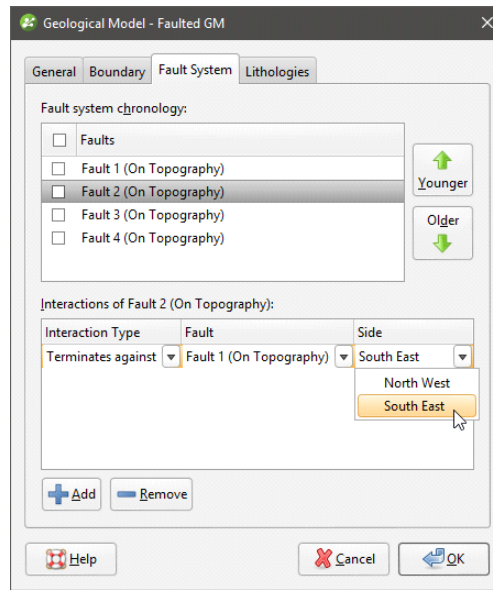 Geological Model - Faulted GM
General Boundary Fault System Lithologies
Fault system chronology:
Faults
Fault 1 (On Topography)
Fault 2 (On Topography)
Fault 3 (On Topography)
Fault 4 (On Topography)
Younger
Older
Interactions of Fault 2 (On Topography):
Interaction Type Fault Side
Terminates against Fault 1 (On Topography) South East
North West
South East
Add Remove
Help Cancel OK